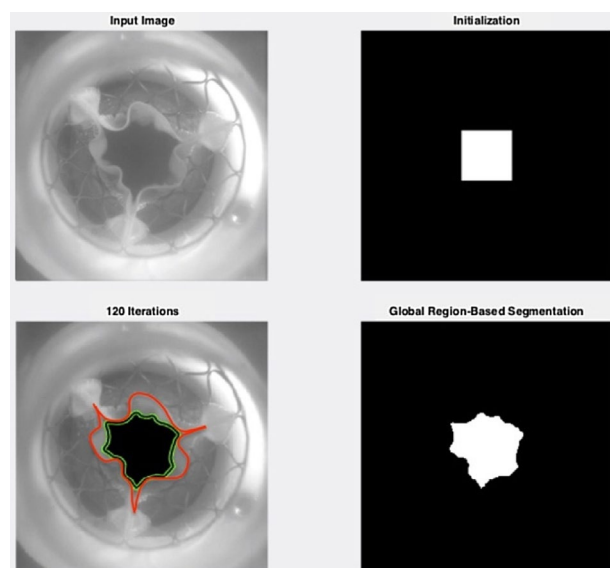 Input Image
Initialization
120 Iterations
Global Region-Based Segmentation